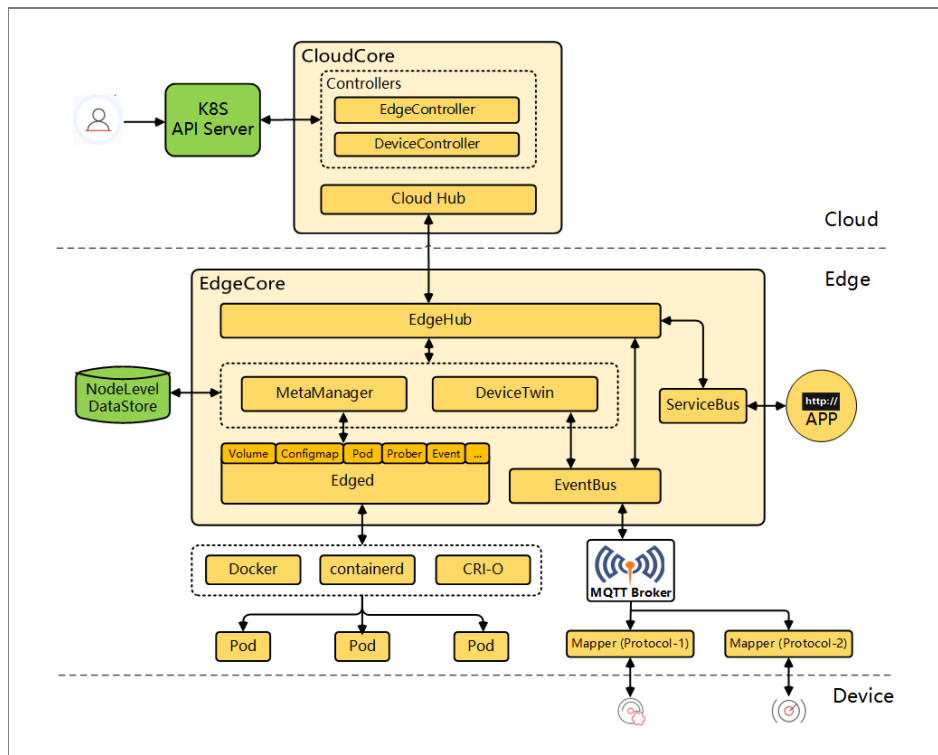 CloudCore
Controllers
EdgeController
DeviceController
K8S
API Server
Cloud Hub
Cloud
EdgeCore
Edge
EdgeHub
NodeLevel
DataStore
MetaManager
DeviceTwin
ServiceBus
http://
APP
Volume
Configmap
Pod
Prober
Event
...
Edged
EventBus
Docker
containerd
CRI-O
MQTT Broker
Pod
Pod
Pod
Mapper (Protocol-1)
Mapper (Protocol-2)
Device